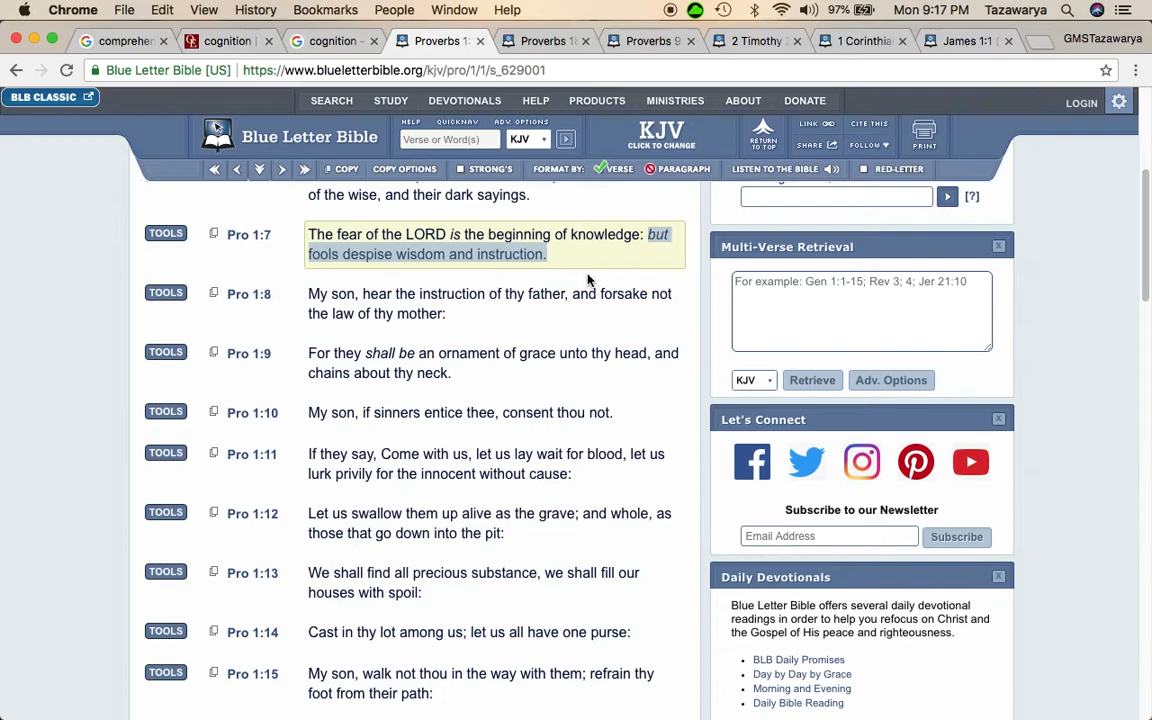 Chrome File Edit View History Bookmarks People Window Help 97% Mon 9:17 PM Tazawarya
comprehen cognition | cognition - Proverbs 1: Proverbs 18 Proverbs 9 2 Timothy 1 Corinthia James 1:1 ( GMSTazawarya
Blue Letter Bible [US] https://www.blueletterbible.org/kjv/pro/1/1/s_629001
BLB CLASSIC
SEARCH STUDY DEVOTIONALS HELP PRODUCTS MINISTRIES ABOUT DONATE LOGIN
Blue Letter Bible
HELP QUICKNAV ADV. OPTIONS
Verse or Word(s) KJV
KJV
CLICK TO CHANGE
RETURN
TO TOP
LINK CITE THIS
SHARE FOLLOW PRINT
COPY COPY OPTIONS STRONG'S FORMAT BY: VERSE PARAGRAPH LISTEN TO THE BIBLE RED-LETTER
of the wise, and their dark sayings.
TOOLS Pro 1:7 The fear of the LORD is the beginning of knowledge: but
fools despise wisdom and instruction.
TOOLS Pro 1:8 My son, hear the instruction of thy father, and forsake not
the law of thy mother:
TOOLS Pro 1:9 For they shall be an ornament of grace unto thy head, and
chains about thy neck.
TOOLS Pro 1:10 My son, if sinners entice thee, consent thou not.
TOOLS Pro 1:11 If they say, Come with us, let us lay wait for blood, let us
lurk privily for the innocent without cause:
TOOLS Pro 1:12 Let us swallow them up alive as the grave; and whole, as
those that go down into the pit:
TOOLS Pro 1:13 We shall find all precious substance, we shall fill our
houses with spoil:
TOOLS Pro 1:14 Cast in thy lot among us; let us all have one purse:
TOOLS Pro 1:15 My son, walk not thou in the way with them; refrain thy
foot from their path:
[?]
Multi-Verse Retrieval
For example: Gen 1:1-15; Rev 3; 4; Jer 21:10
KJV Retrieve Adv. Options
Let's Connect
Subscribe to our Newsletter
Email Address Subscribe
Daily Devotionals
Blue Letter Bible offers several daily devotional
readings in order to help you refocus on Christ and
the Gospel of His peace and righteousness.
BLB Daily Promises
Day by Day by Grace
Morning and Evening
Daily Bible Reading